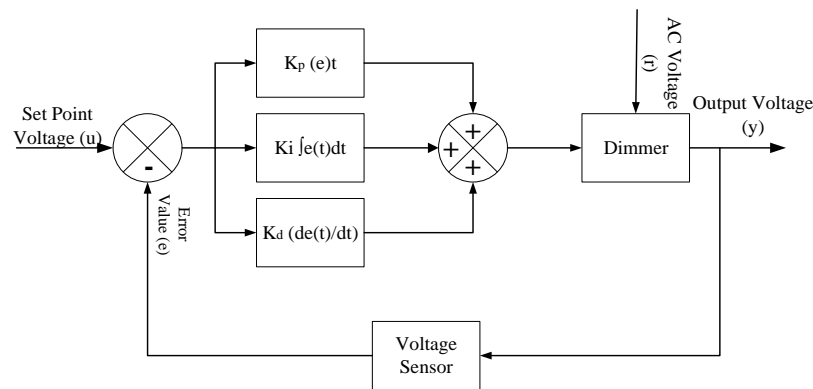 Set Point
Voltage (u)
-
Error
Value (e)
Kp (e)t
Ki ∫e(t)dt
Kd (de(t)/dt)
+
+
+
Dimmer
AC Voltage
(r)
Output Voltage
(y)
Voltage
Sensor